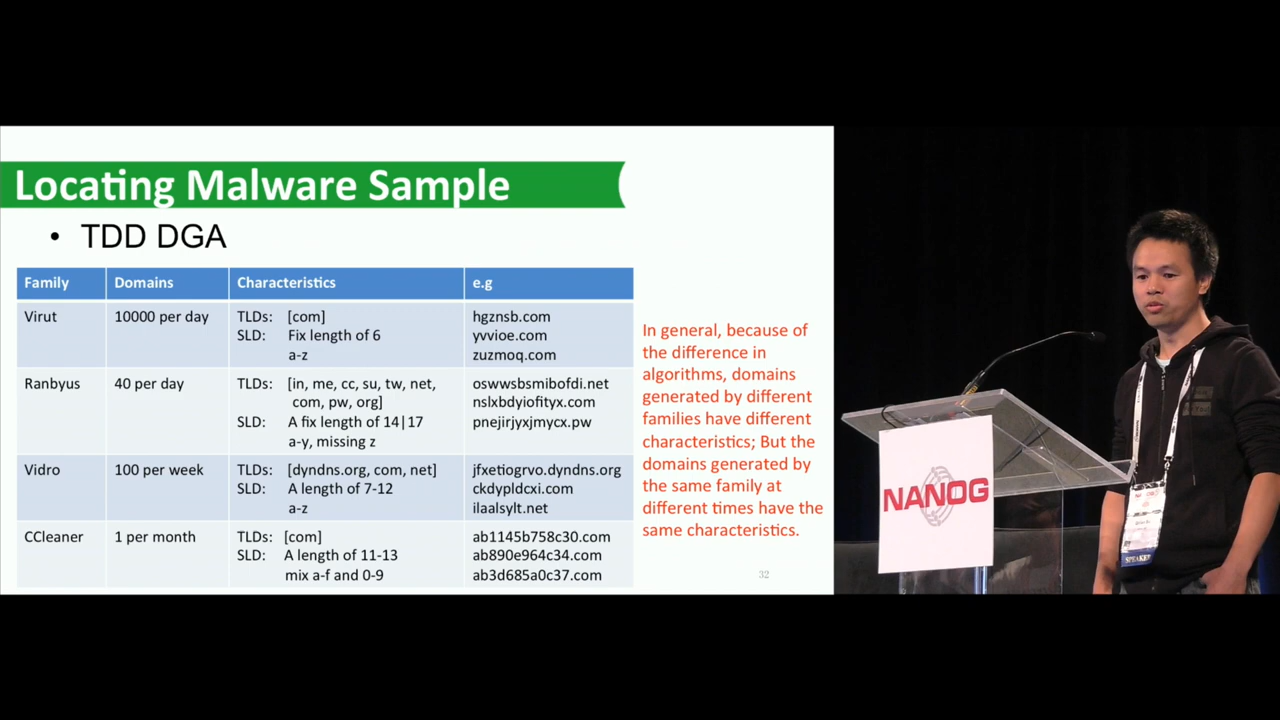 Locating Malware Sample
• TDD DGA
Family Domains Characteristics e.g
Virut 10000 per day TLDs: [com] hgznsb.com
SLD: Fix length of 6 yvvioe.com
a-z zuzmoq.com
Ranbyus 40 per day TLDs: [in, me, cc, su, tw, net, oswwsbsmibofdi.net
com, pw, org] nslxbdyiofityx.com
SLD: A fix length of 14|17 pnejirjyxjmycx.pw
a-y, missing z
Vidro 100 per week TLDs: [dyndns.org, com, net] jfxetiogrvo.dyndns.org
SLD: A length of 7-12 ckdypldcxi.com
a-z ilaalsylt.net
CCleaner 1 per month TLDs: [com] ab1145b758c30.com
SLD: A length of 11-13 ab890e964c34.com
mix a-f and 0-9 ab3d685a0c37.com
In general, because of
the difference in
algorithms, domains
generated by different
families have different
characteristics; But the
domains generated by
the same family at
different times have the
same characteristics.
32
NANOG
SPEAKER